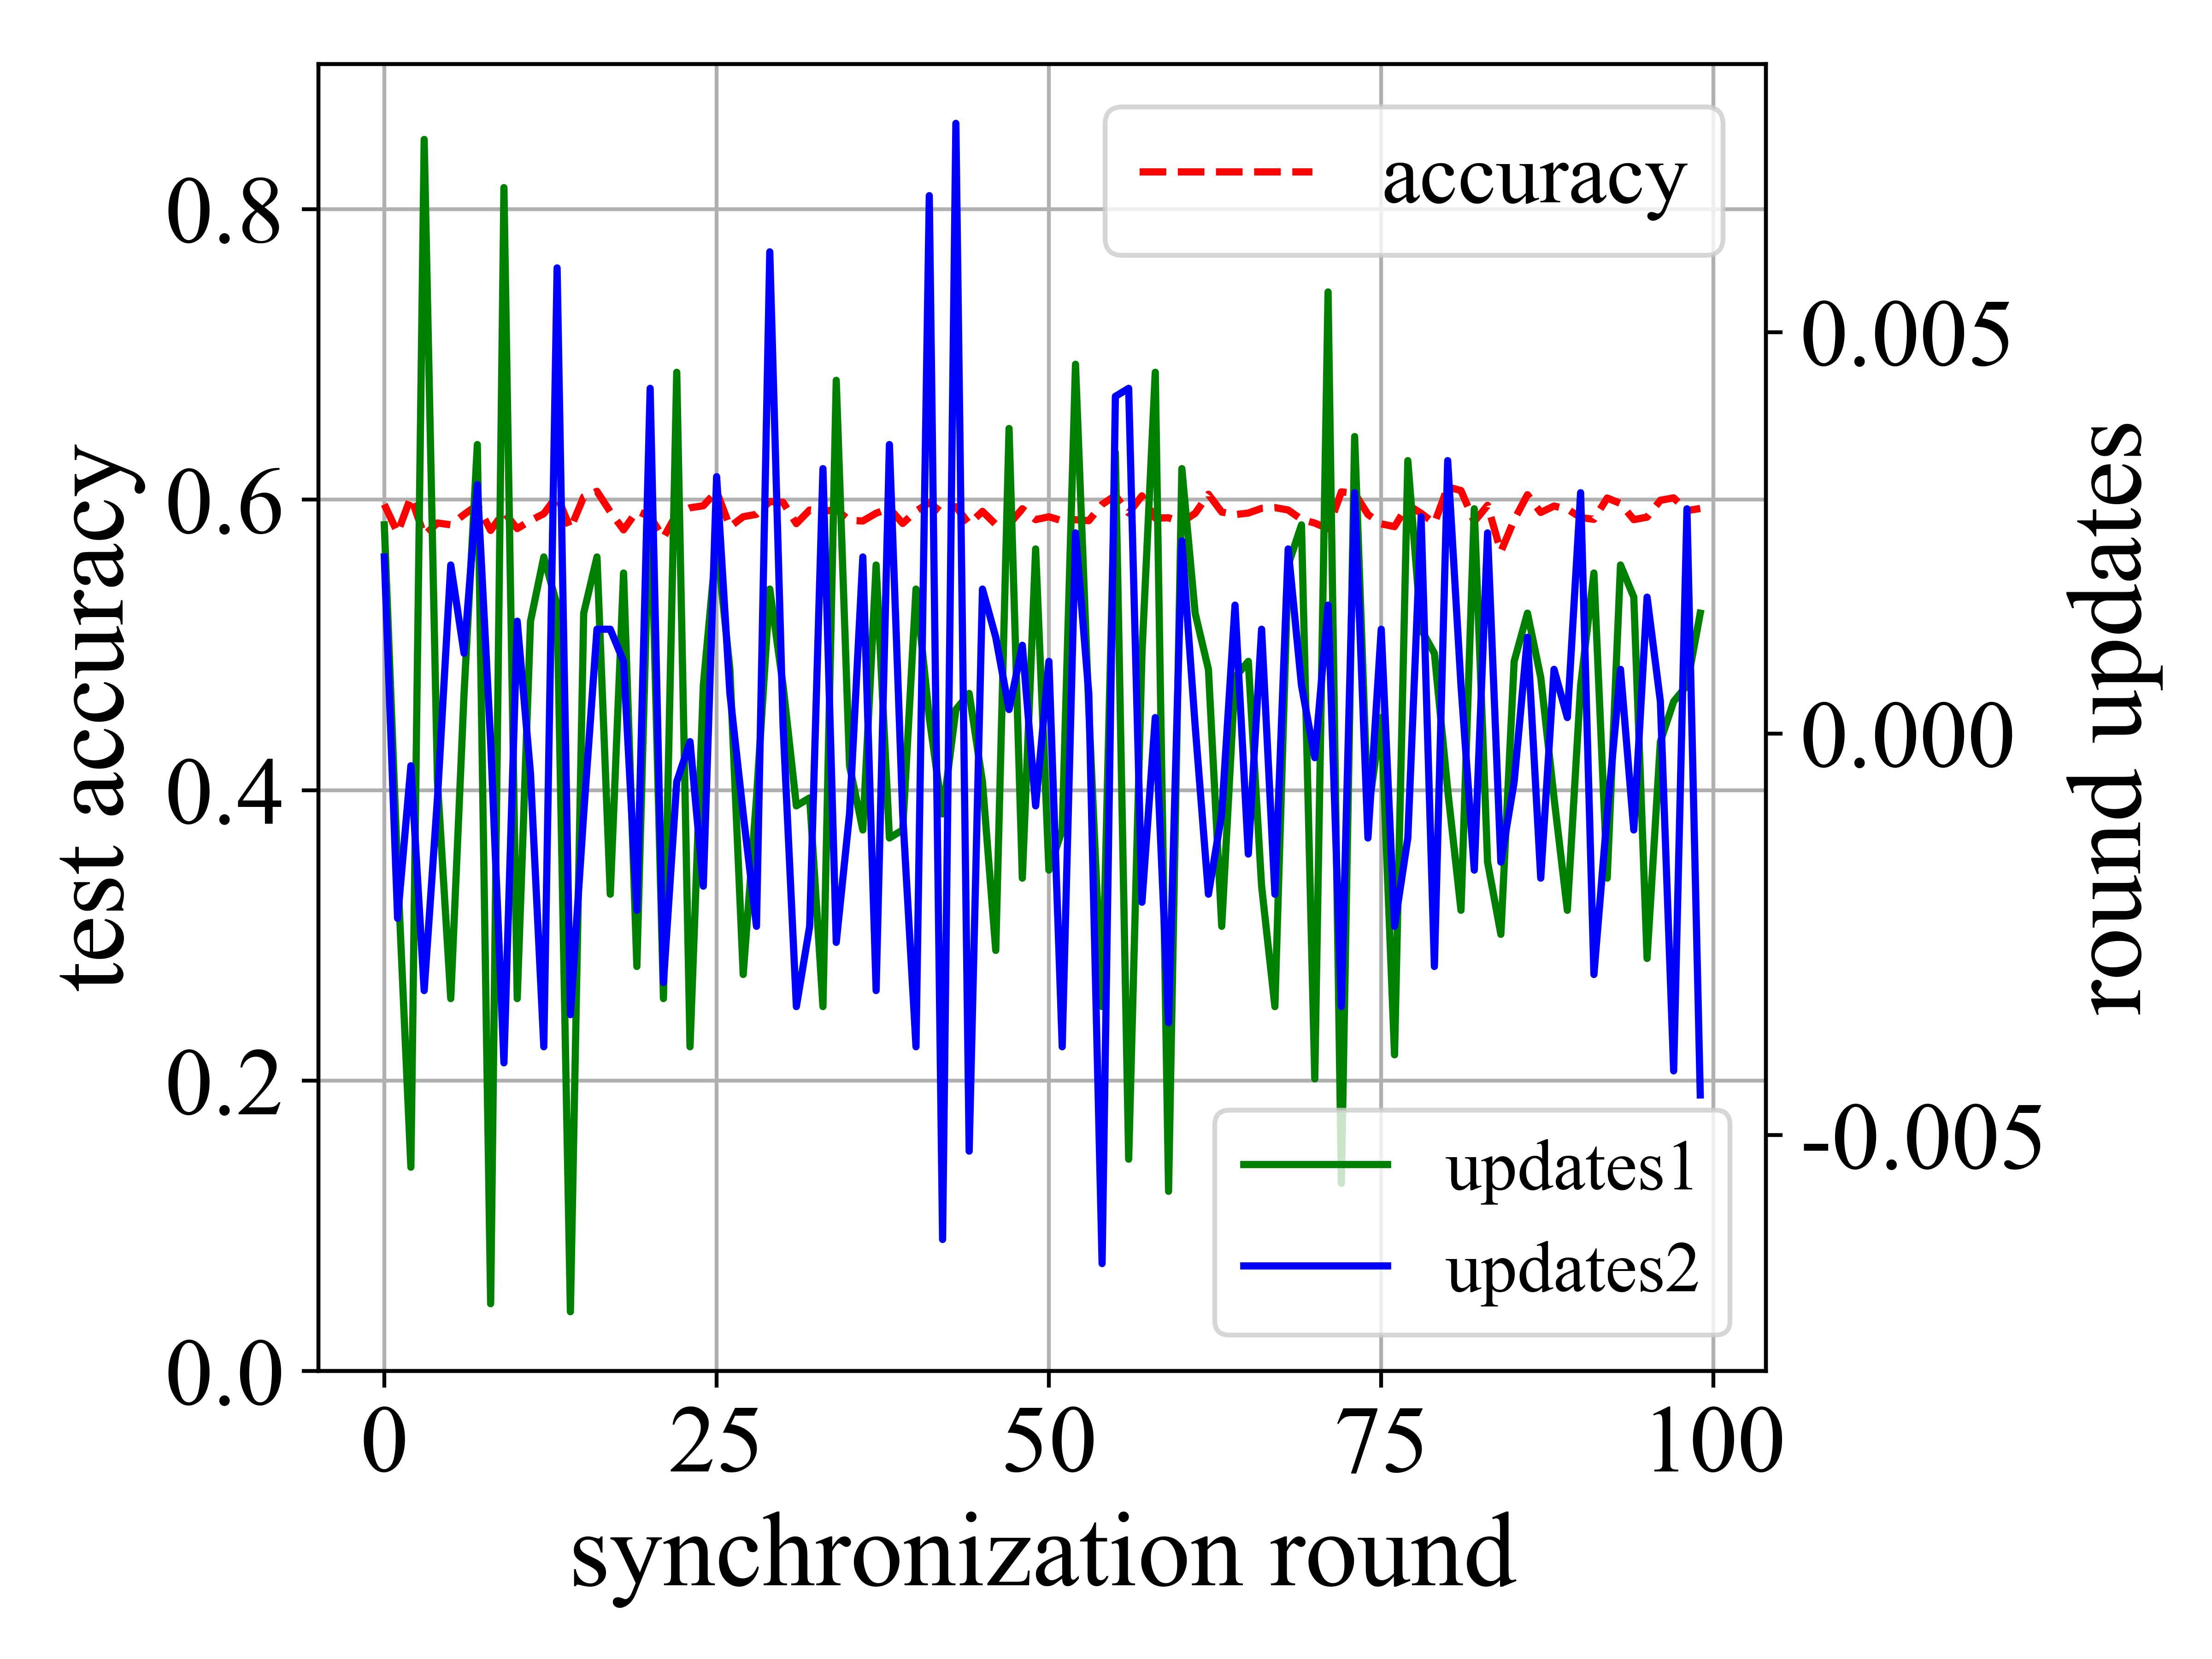 accuracy
0.8
0.6
0.4
0.2
0.0
test accuracy
0.005
0.000
-0.005
round updates
updates1
updates2
0 25 50 75 100
synchronization round